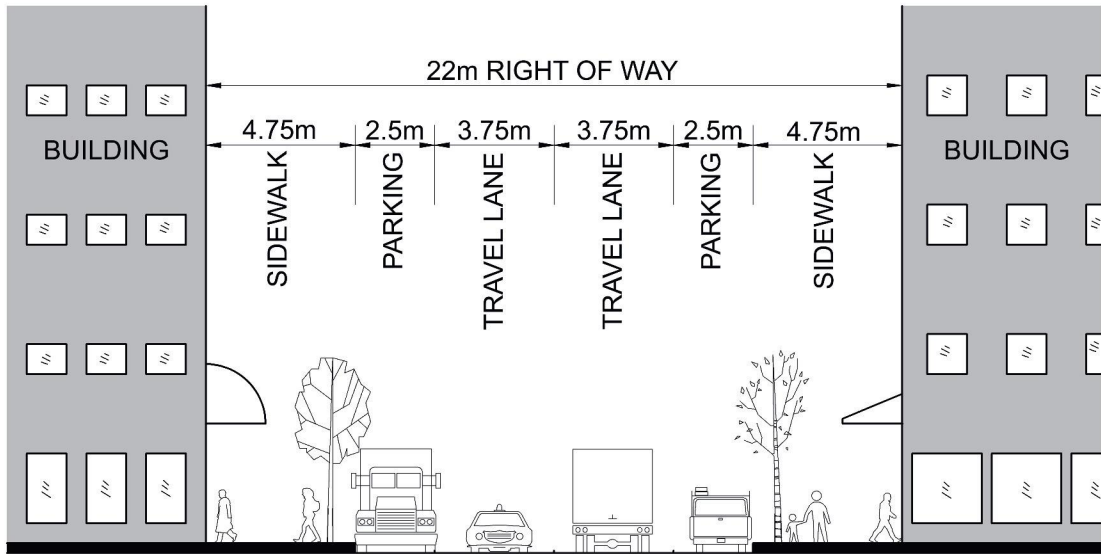 22m RIGHT OF WAY
4.75m 2.5m 3.75m 3.75m 2.5m 4.75m
BUILDING
SIDEWALK
PARKING
TRAVEL LANE
TRAVEL LANE
PARKING
SIDEWALK
BUILDING